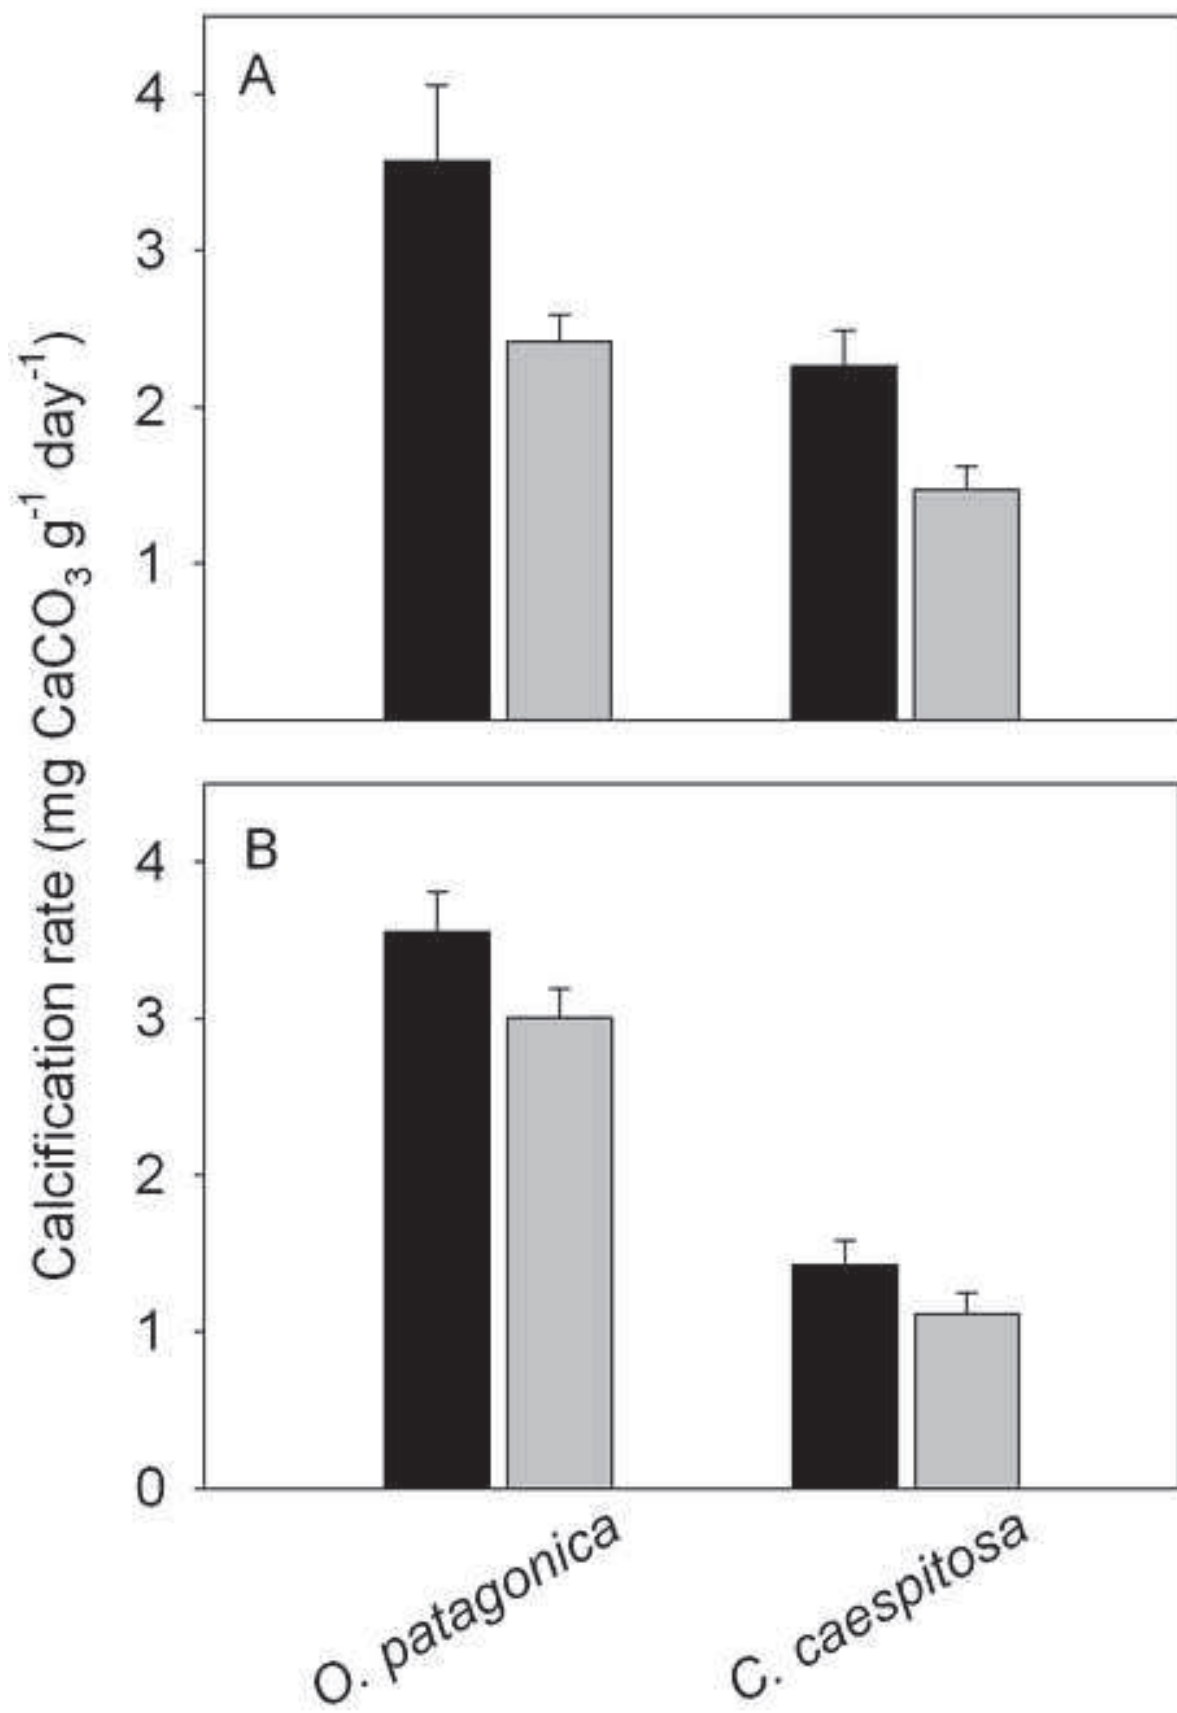 Calcification rate (mg CaCO₃ g⁻¹ day⁻¹)
A
4
3
2
1
B
4
3
2
1
0
O. patagonica
C. caespitosa